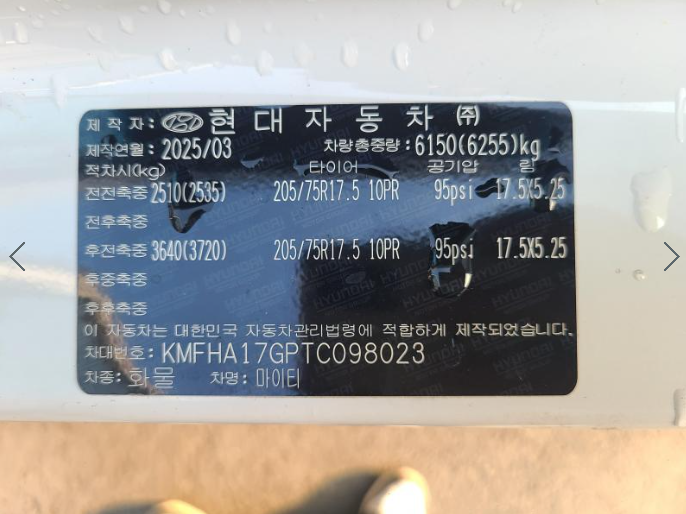 제 작 자: 현 대 자 동 차 ㈜
제작연월: 2025/03 차량총중량: 6150(6255)kg
적차시(kg) 타이어 공기압 림
전전축중 2510(2535) 205/75R17.5 10PR 95psi 17.5X5.25
전후축중
후전축중 3640(3720) 205/75R17.5 10PR 95psi 17.5X5.25
후중축중
후후축중
이 자동차는 대한민국 자동차관리법령에 적합하게 제작되었습니다.
차대번호: KMFHA17GPTC098023
차종: 화물 차명: 마이티